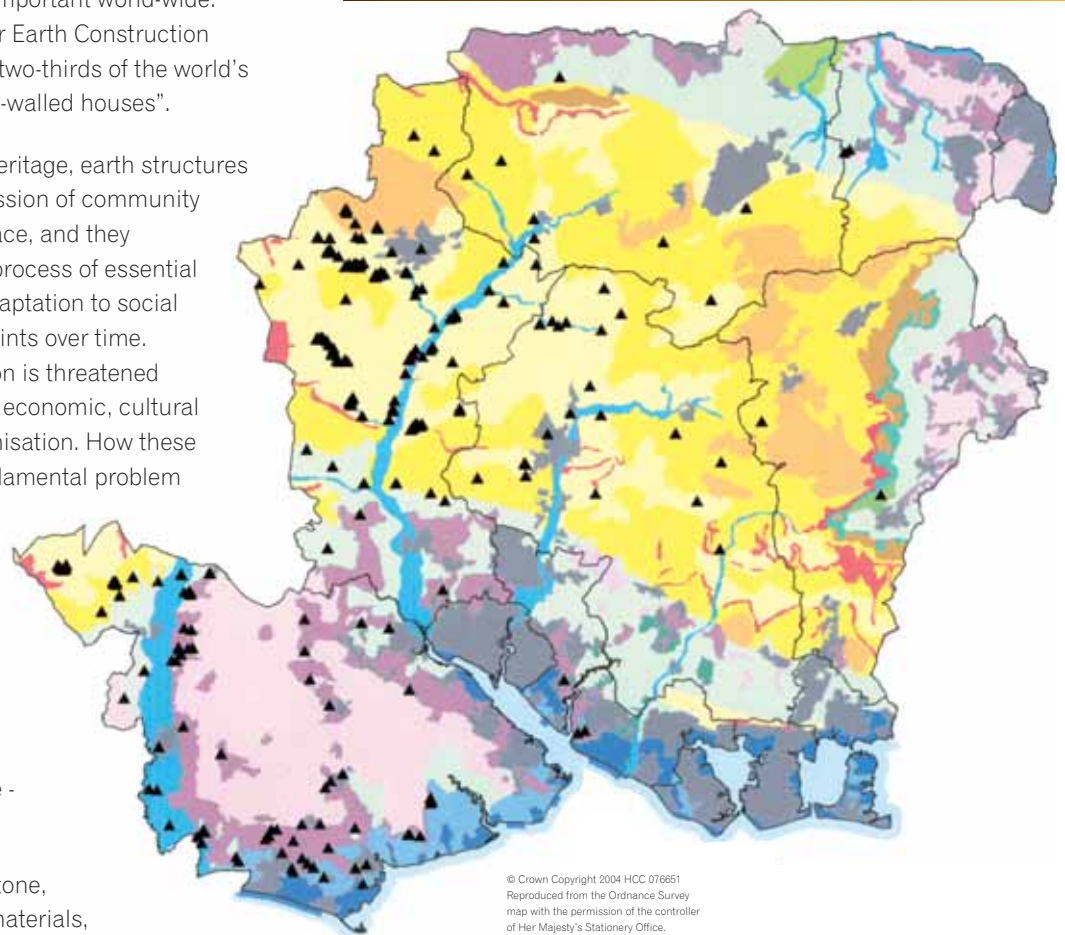 mportant world-wide.
r Earth Construction
two-thirds of the world's
-walled houses”.
eritage, earth structures
ssion of community
ace, and they
process of essential
aptation to social
ints over time.
on is threatened
economic, cultural
nisation. How these
damental problem
e -
tone,
materials,
© Crown Copyright 2004 HCC 076651
Reproduced from the Ordnance Survey
map with the permission of the controller
of Her Majesty's Stationery Office.